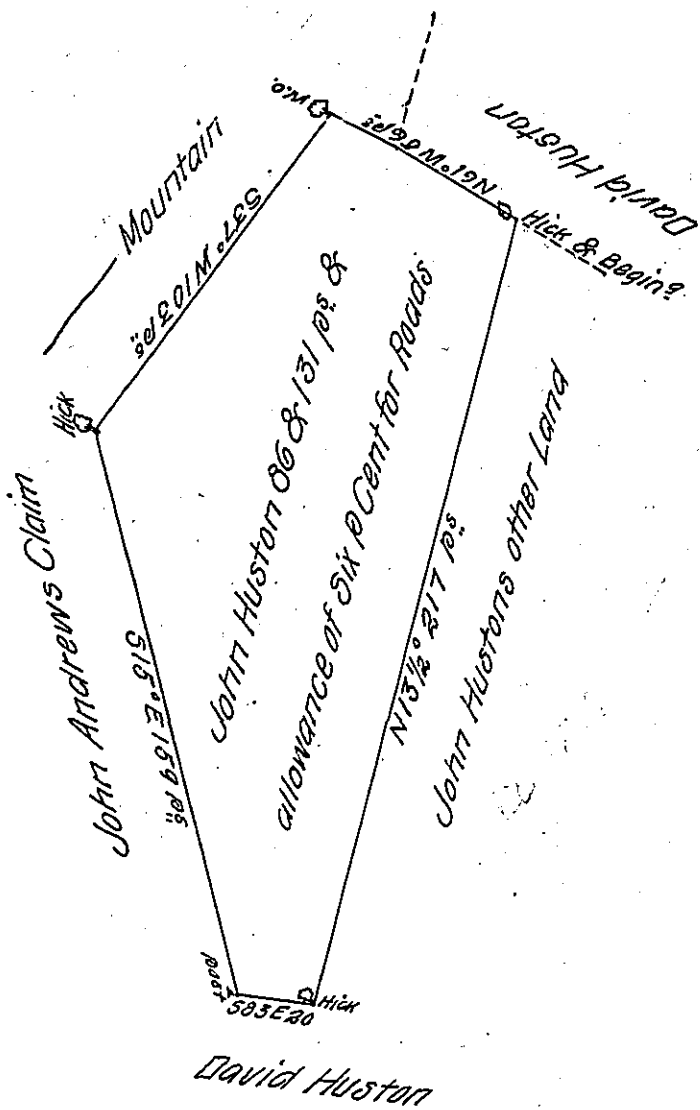 W.O.
N61°W 56 ps
David Huston
Hick & Begin.g
Mountain
S37°W 103 ps
Hick
John Huston 86 & 131 ps &
allowance of Six p Cent for Roads
N13½° 217 ps
John Hustons other Land
John Andrews Claim
S15°E 159 ps
post
S83E20
Hick
David Huston